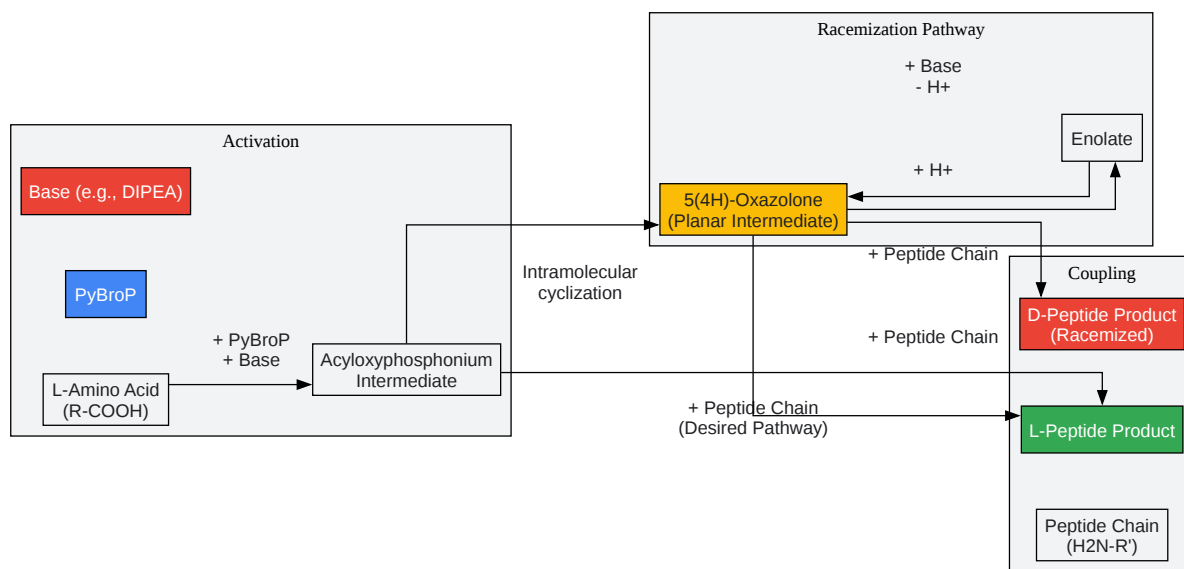 Racemization Pathway
+ Base
- H+
Enolate
+ H+
5(4H)-Oxazolone
(Planar Intermediate)
Activation
Base (e.g., DIPEA)
PyBroP
+ PyBroP
+ Base
L-Amino Acid
(R-COOH)
Acyloxyphosphonium
Intermediate
Intramolecular
cyclization
+ Peptide Chain
+ Peptide Chain
+ Peptide Chain
(Desired Pathway)
Coupling
D-Peptide Product
(Racemized)
L-Peptide Product
Peptide Chain
(H2N-R')